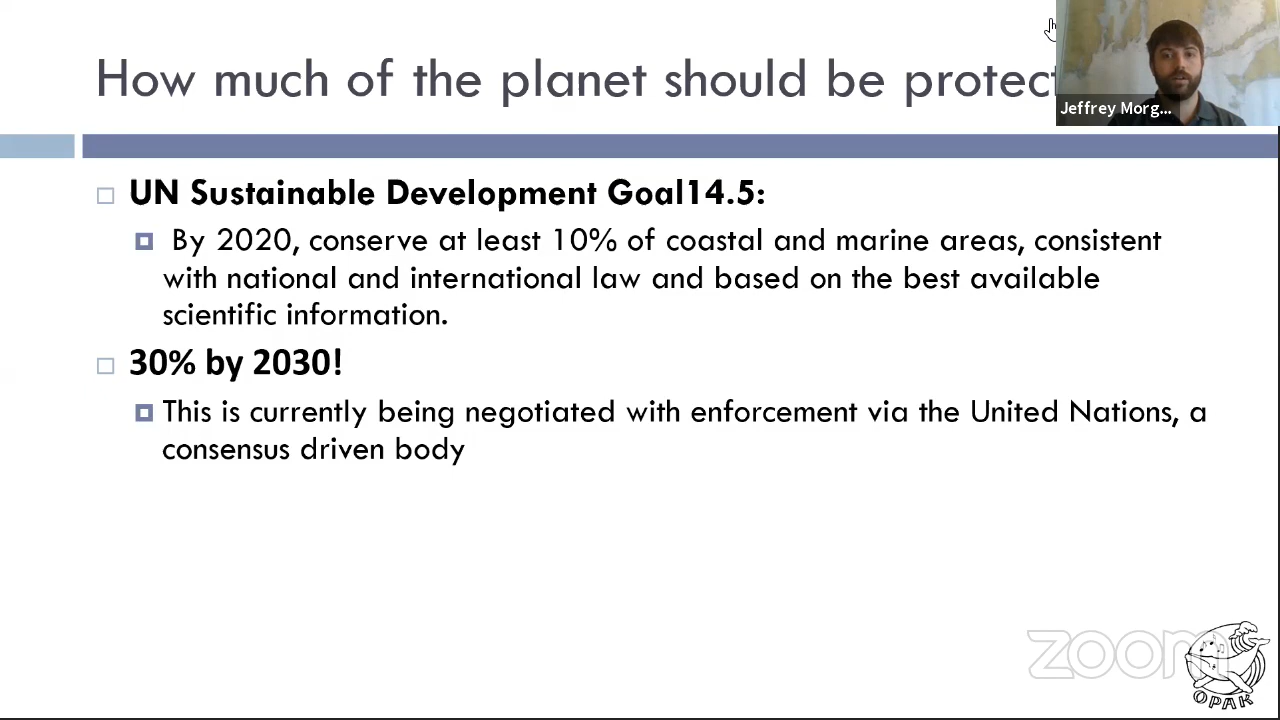 How much of the planet should be protect
Jeffrey Morg...
UN Sustainable Development Goal14.5:
By 2020, conserve at least 10% of coastal and marine areas, consistent
with national and international law and based on the best available
scientific information.
30% by 2030!
This is currently being negotiated with enforcement via the United Nations, a
consensus driven body
zoom
OPAK